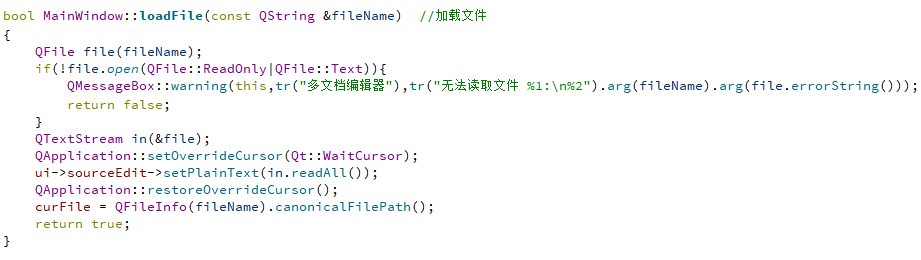 bool MainWindow::loadFile(const QString &fileName)  //加载文件
{
    QFile file(fileName);
    if(!file.open(QFile::ReadOnly|QFile::Text)){
        QMessageBox::warning(this,tr("多文档编辑器"),tr("无法读取文件 %1:\n%2").arg(fileName).arg(file.errorString()));
        return false;
    }
    QTextStream in(&file);
    QApplication::setOverrideCursor(Qt::WaitCursor);
    ui->sourceEdit->setPlainText(in.readAll());
    QApplication::restoreOverrideCursor();
    curFile = QFileInfo(fileName).canonicalFilePath();
    return true;
}